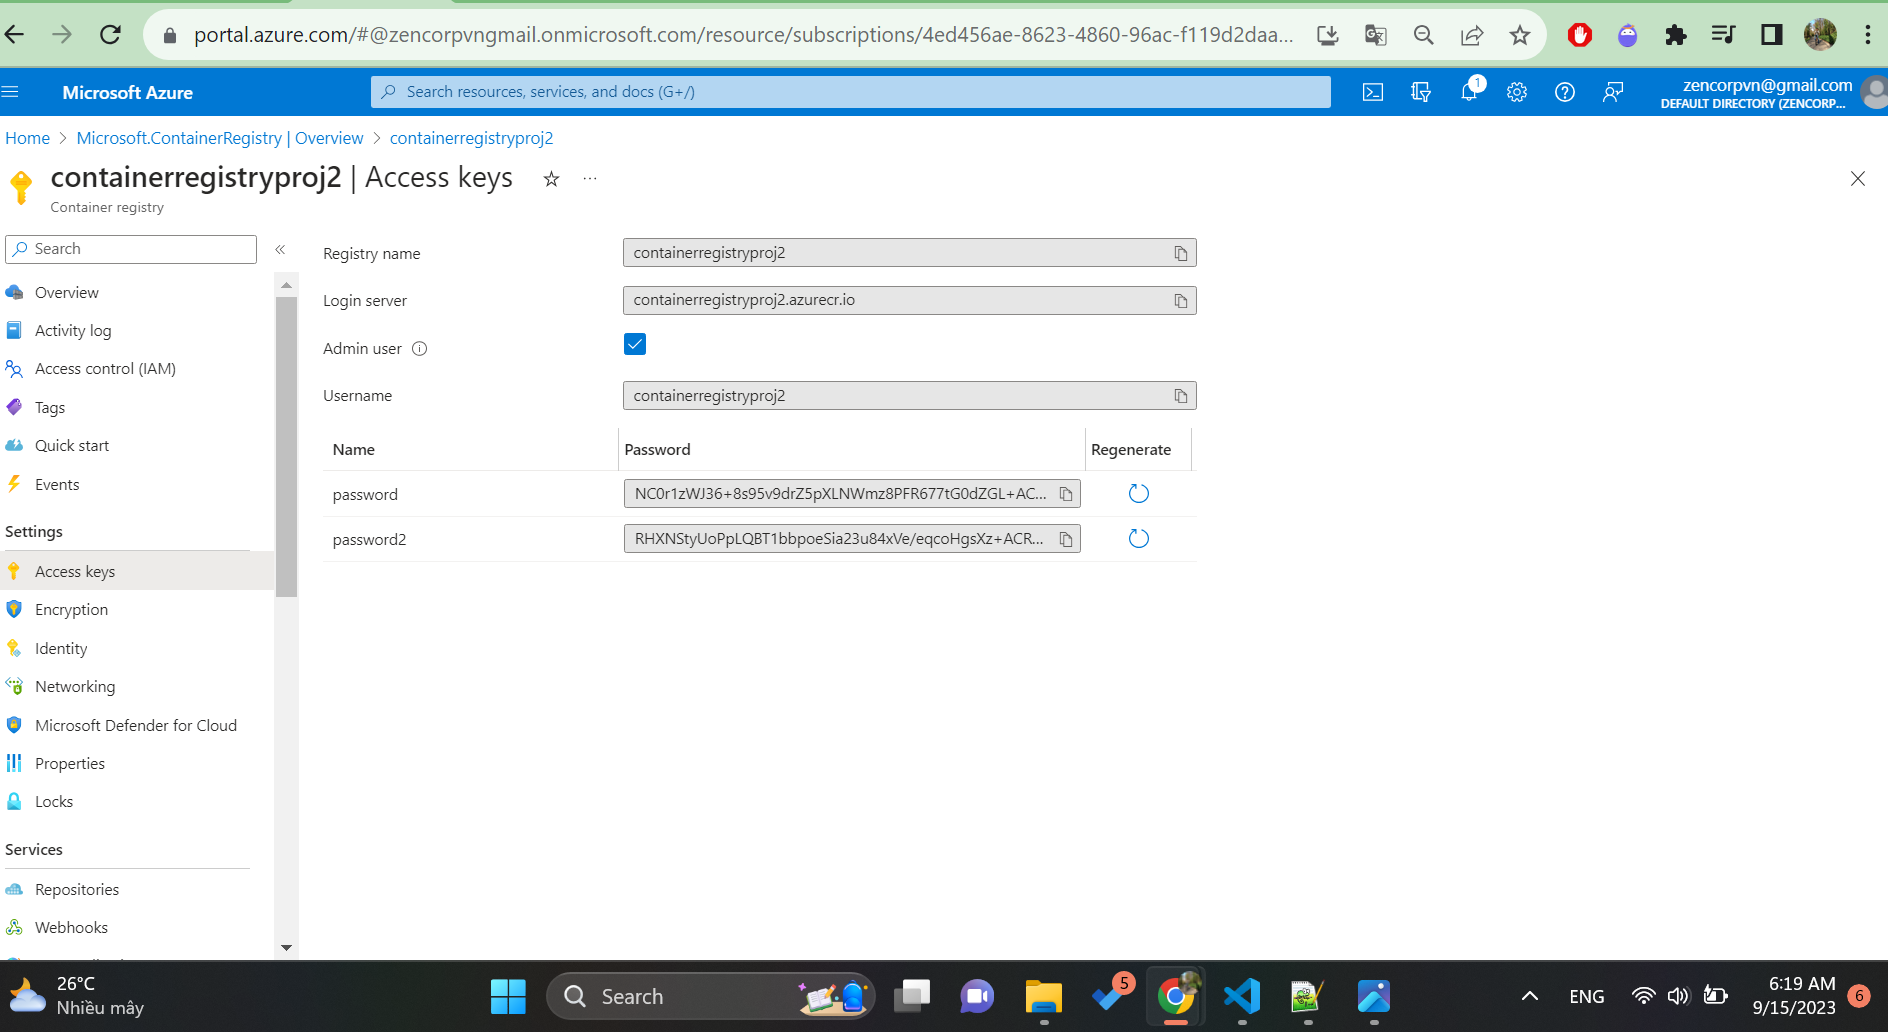 portal.azure.com/#@zencorpvngmail.onmicrosoft.com/resource/subscriptions/4ed456ae-8623-4860-96ac-f119d2daa...
Microsoft Azure
Search resources, services, and docs (G+/)
1
zencorpvn@gmail.com
DEFAULT DIRECTORY (ZENCORP...
Home > Microsoft.ContainerRegistry | Overview > containerregistryproj2
containerregistryproj2 | Access keys
Container registry
Search
Overview
Activity log
Access control (IAM)
Tags
Quick start
Events
Settings
Access keys
Encryption
Identity
Networking
Microsoft Defender for Cloud
Properties
Locks
Services
Repositories
Webhooks
Registry name
containerregistryproj2
Login server
containerregistryproj2.azurecr.io
Admin user
Username
containerregistryproj2
Name Password Regenerate
password NC0r1zWJ36+8s95v9drZ5pXLNWmz8PFR677tG0dZGL+AC...
password2 RHXNStyUoPpLQBT1bbpoeSia23u84xVe/eqcoHgsXz+ACR...
26°C
Nhiều mây
Search
5
ENG
6:19 AM
9/15/2023
6